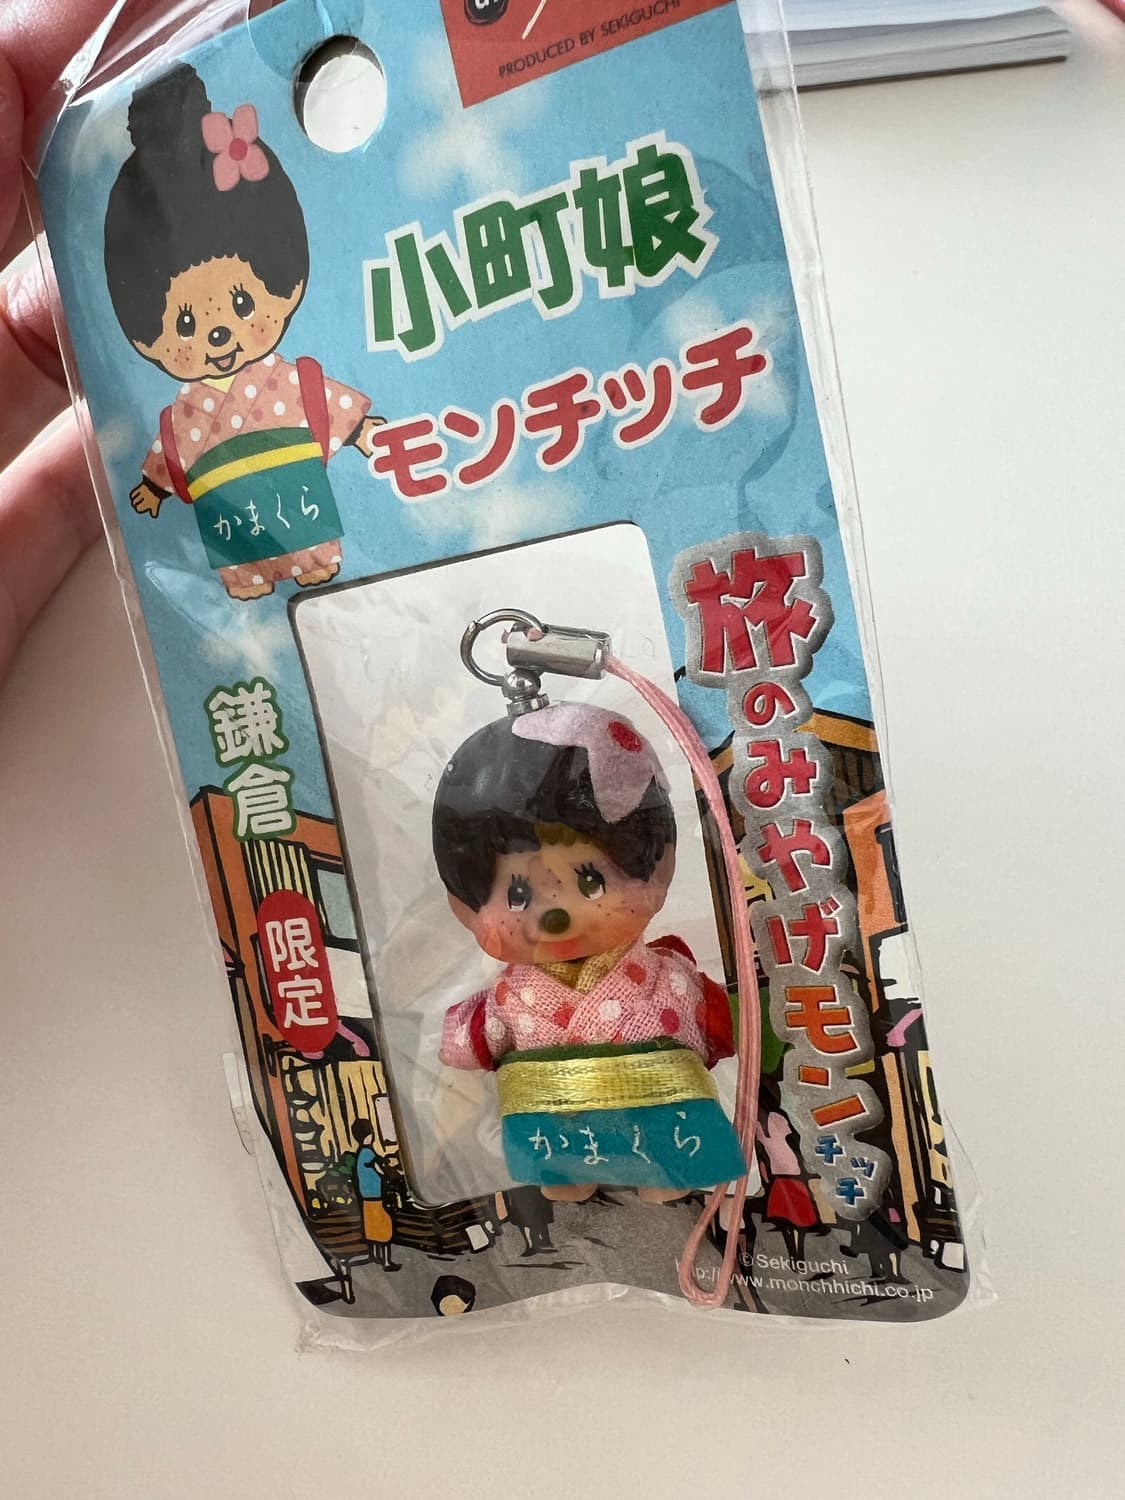 PRODUCED BY SEKIGUCHI
小町娘
モンチッチ
かまくら
旅のみやげモンチッチ
鎌倉
限定
かまくら
©Sekiguchi
www.monchhichi.co.jp